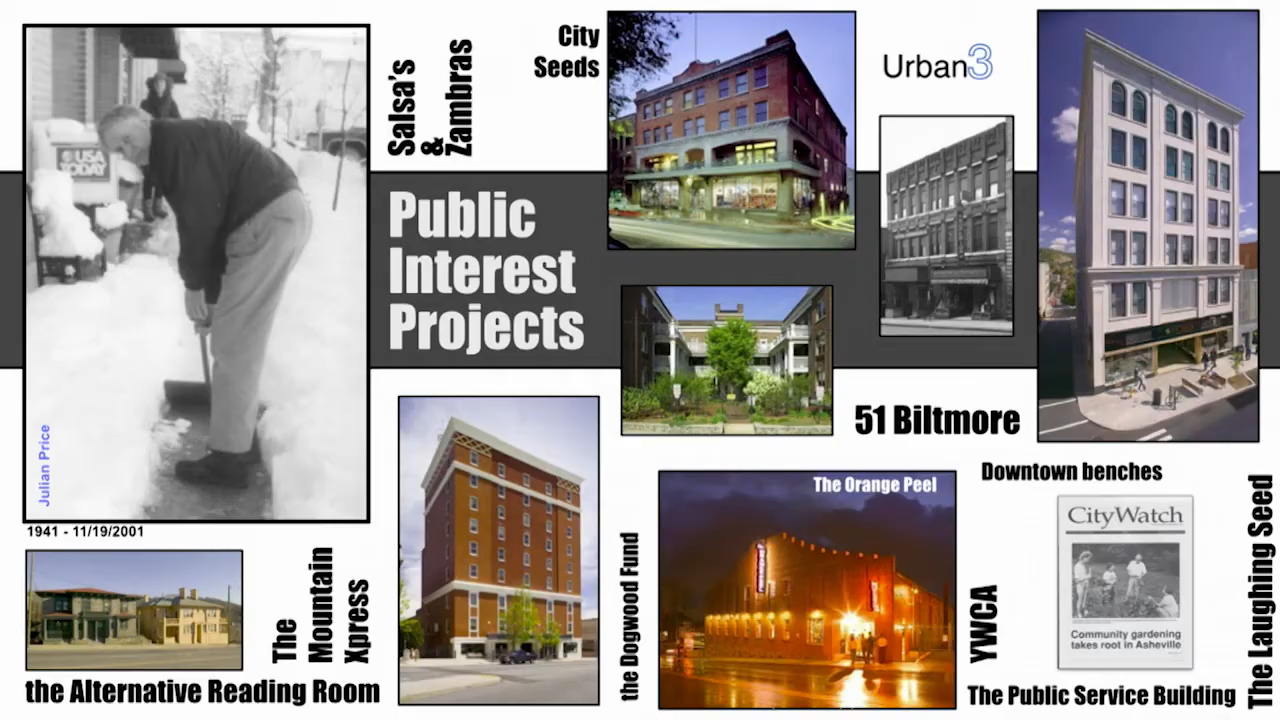 Salsa's
&
Zambras
City
Seeds
Urban3
USA
TODAY
Public
Interest
Projects
Julian Price
1941 - 11/19/2001
51 Biltmore
The Orange Peel
Downtown benches
CityWatch
Community gardening
takes root in Asheville
The
Mountain
Xpress
the Dogwood Fund
YWCA
The Laughing Seed
the Alternative Reading Room
The Public Service Building